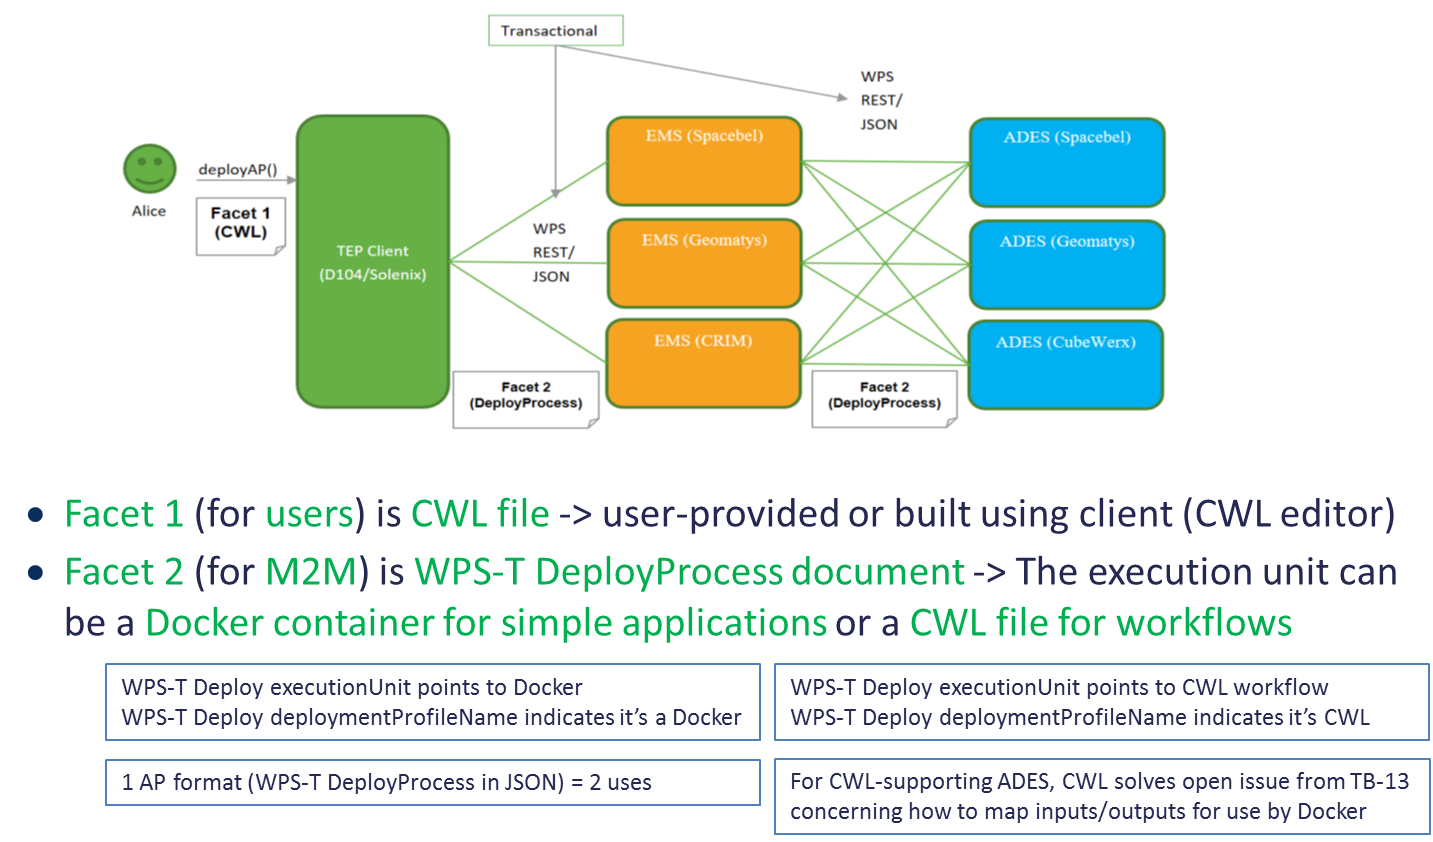 Transactional
WPS
REST/
JSON
EMS (Spacebel)
ADES (Spacebel)
deployAP()
Alice
Facet 1
(CWL)
TEP Client
(D104/Solenix)
WPS
REST/
JSON
EMS (Geomatys)
ADES (Geomatys)
EMS (CRIM)
ADES (CubeWerx)
Facet 2
(DeployProcess)
Facet 2
(DeployProcess)
• Facet 1 (for users) is CWL file -> user-provided or built using client (CWL editor)
• Facet 2 (for M2M) is WPS-T DeployProcess document -> The execution unit can
be a Docker container for simple applications or a CWL file for workflows
WPS-T Deploy executionUnit points to Docker
WPS-T Deploy deploymentProfileName indicates it’s a Docker
WPS-T Deploy executionUnit points to CWL workflow
WPS-T Deploy deploymentProfileName indicates it’s CWL
1 AP format (WPS-T DeployProcess in JSON) = 2 uses
For CWL-supporting ADES, CWL solves open issue from TB-13
concerning how to map inputs/outputs for use by Docker